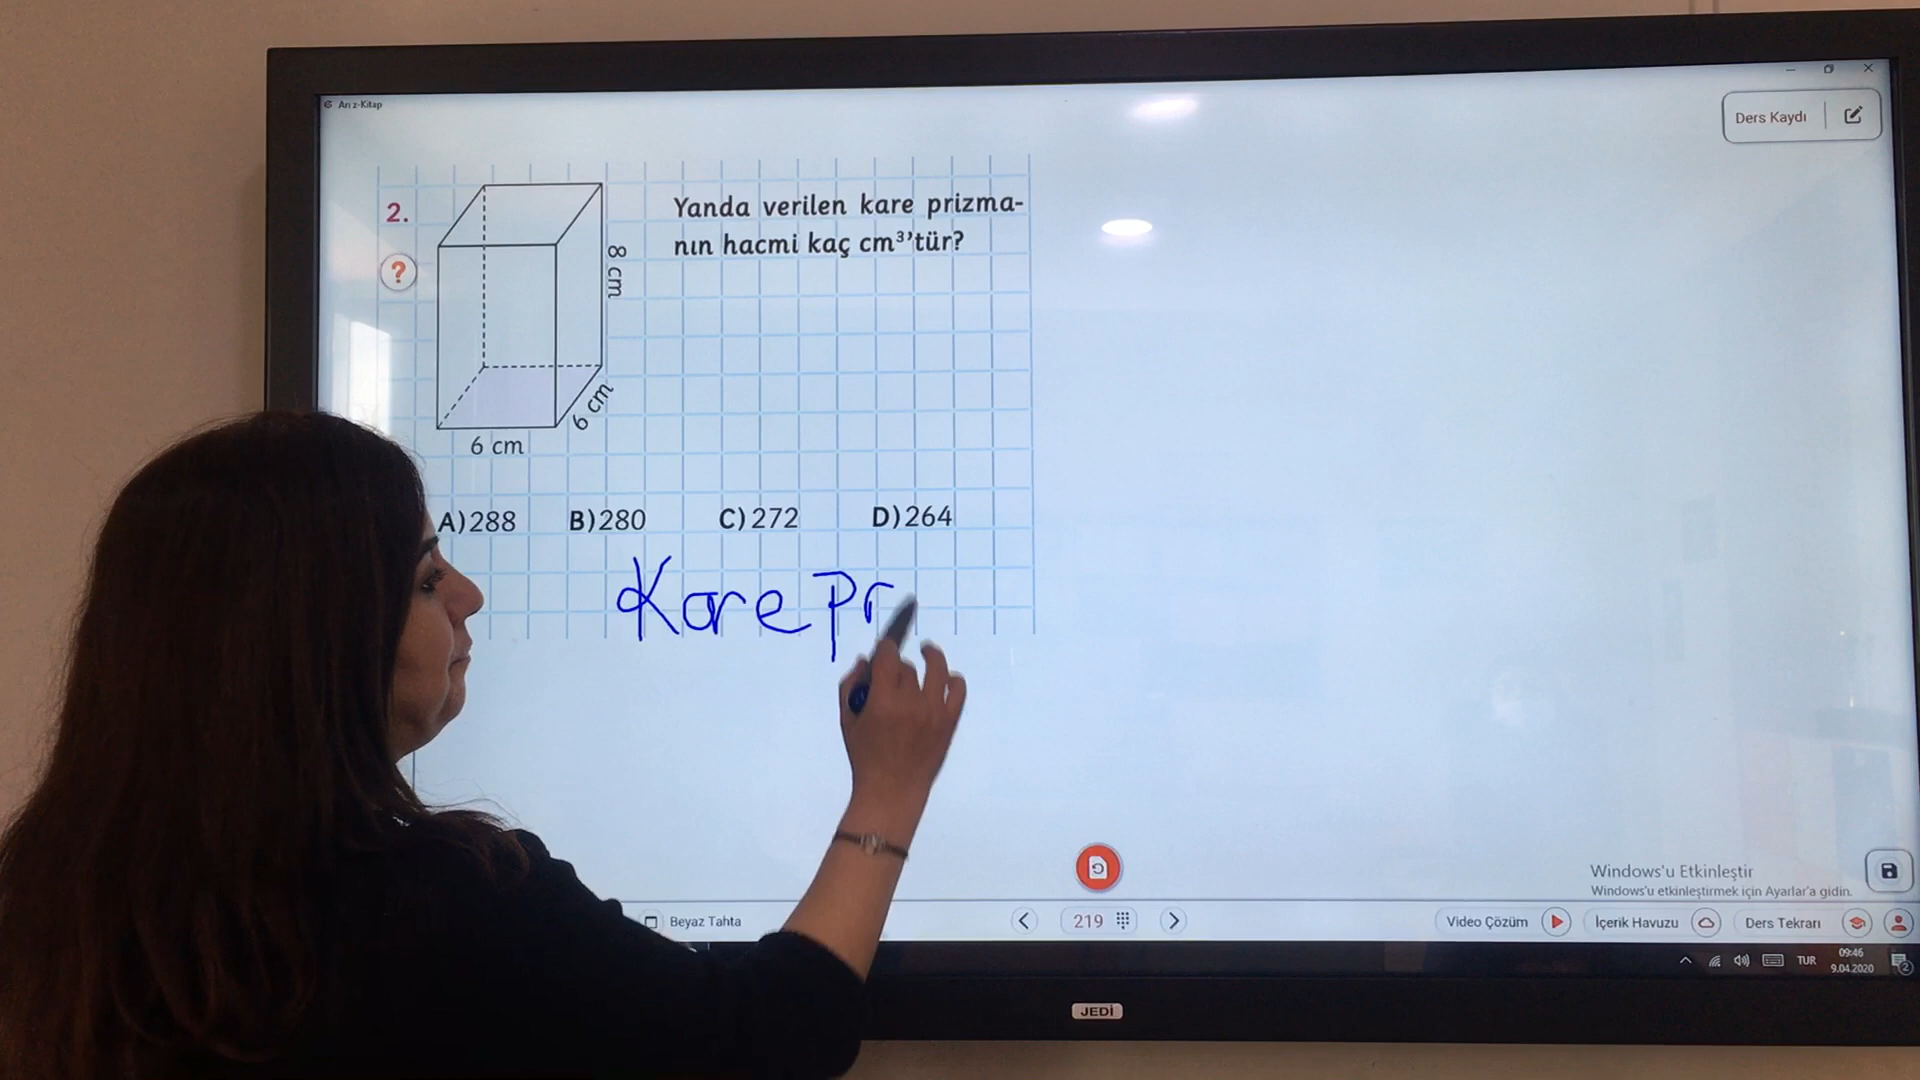 Arı z-Kitap
Ders Kaydı
2.
Yanda verilen kare prizma-
nın hacmi kaç cm³’tür?
?
8 cm
6 cm
6 cm
A) 288 B) 280 C) 272 D) 264
Kare Pr
Windows'u Etkinleştir
Windows'u etkinleştirmek için Ayarlar'a gidin.
Beyaz Tahta
219
Video Çözüm
İçerik Havuzu
Ders Tekrarı
TUR
09:46
9.04.2020
2
JEDİ